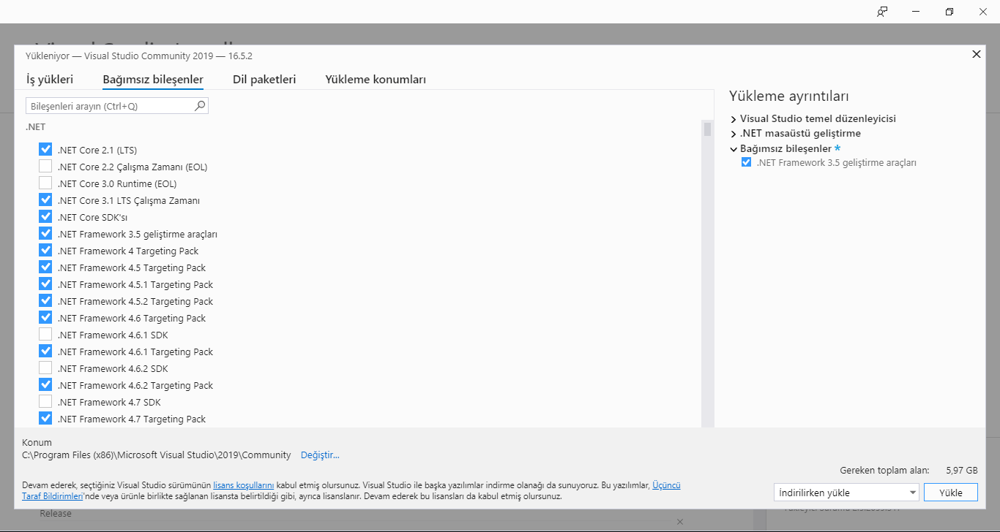 Yükleniyor — Visual Studio Community 2019 — 16.5.2
İş yükleri
Bağımsız bileşenler
Dil paketleri
Yükleme konumları
Bileşenleri arayın (Ctrl+Q)
.NET
.NET Core 2.1 (LTS)
.NET Core 2.2 Çalışma Zamanı (EOL)
.NET Core 3.0 Runtime (EOL)
.NET Core 3.1 LTS Çalışma Zamanı
.NET Core SDK'sı
.NET Framework 3.5 geliştirme araçları
.NET Framework 4 Targeting Pack
.NET Framework 4.5 Targeting Pack
.NET Framework 4.5.1 Targeting Pack
.NET Framework 4.5.2 Targeting Pack
.NET Framework 4.6 Targeting Pack
.NET Framework 4.6.1 SDK
.NET Framework 4.6.1 Targeting Pack
.NET Framework 4.6.2 SDK
.NET Framework 4.6.2 Targeting Pack
.NET Framework 4.7 SDK
.NET Framework 4.7 Targeting Pack
Yükleme ayrıntıları
Visual Studio temel düzenleyicisi
.NET masaüstü geliştirme
Bağımsız bileşenler *
.NET Framework 3.5 geliştirme araçları
Konum
C:\Program Files (x86)\Microsoft Visual Studio\2019\Community Değiştir...
Gereken toplam alan: 5,97 GB
Devam ederek, seçtiğiniz Visual Studio sürümünün lisans koşullarını kabul etmiş olursunuz. Visual Studio ile başka yazılımlar indirme olanağı da sunuyoruz. Bu yazılımlar, Üçüncü
Taraf Bildirimleri'nde veya ürünle birlikte sağlanan lisansta belirtildiği gibi, ayrıca lisanslanır. Devam ederek bu lisansları da kabul etmiş olursunuz.
İndirilirken yükle
Yükle
Release